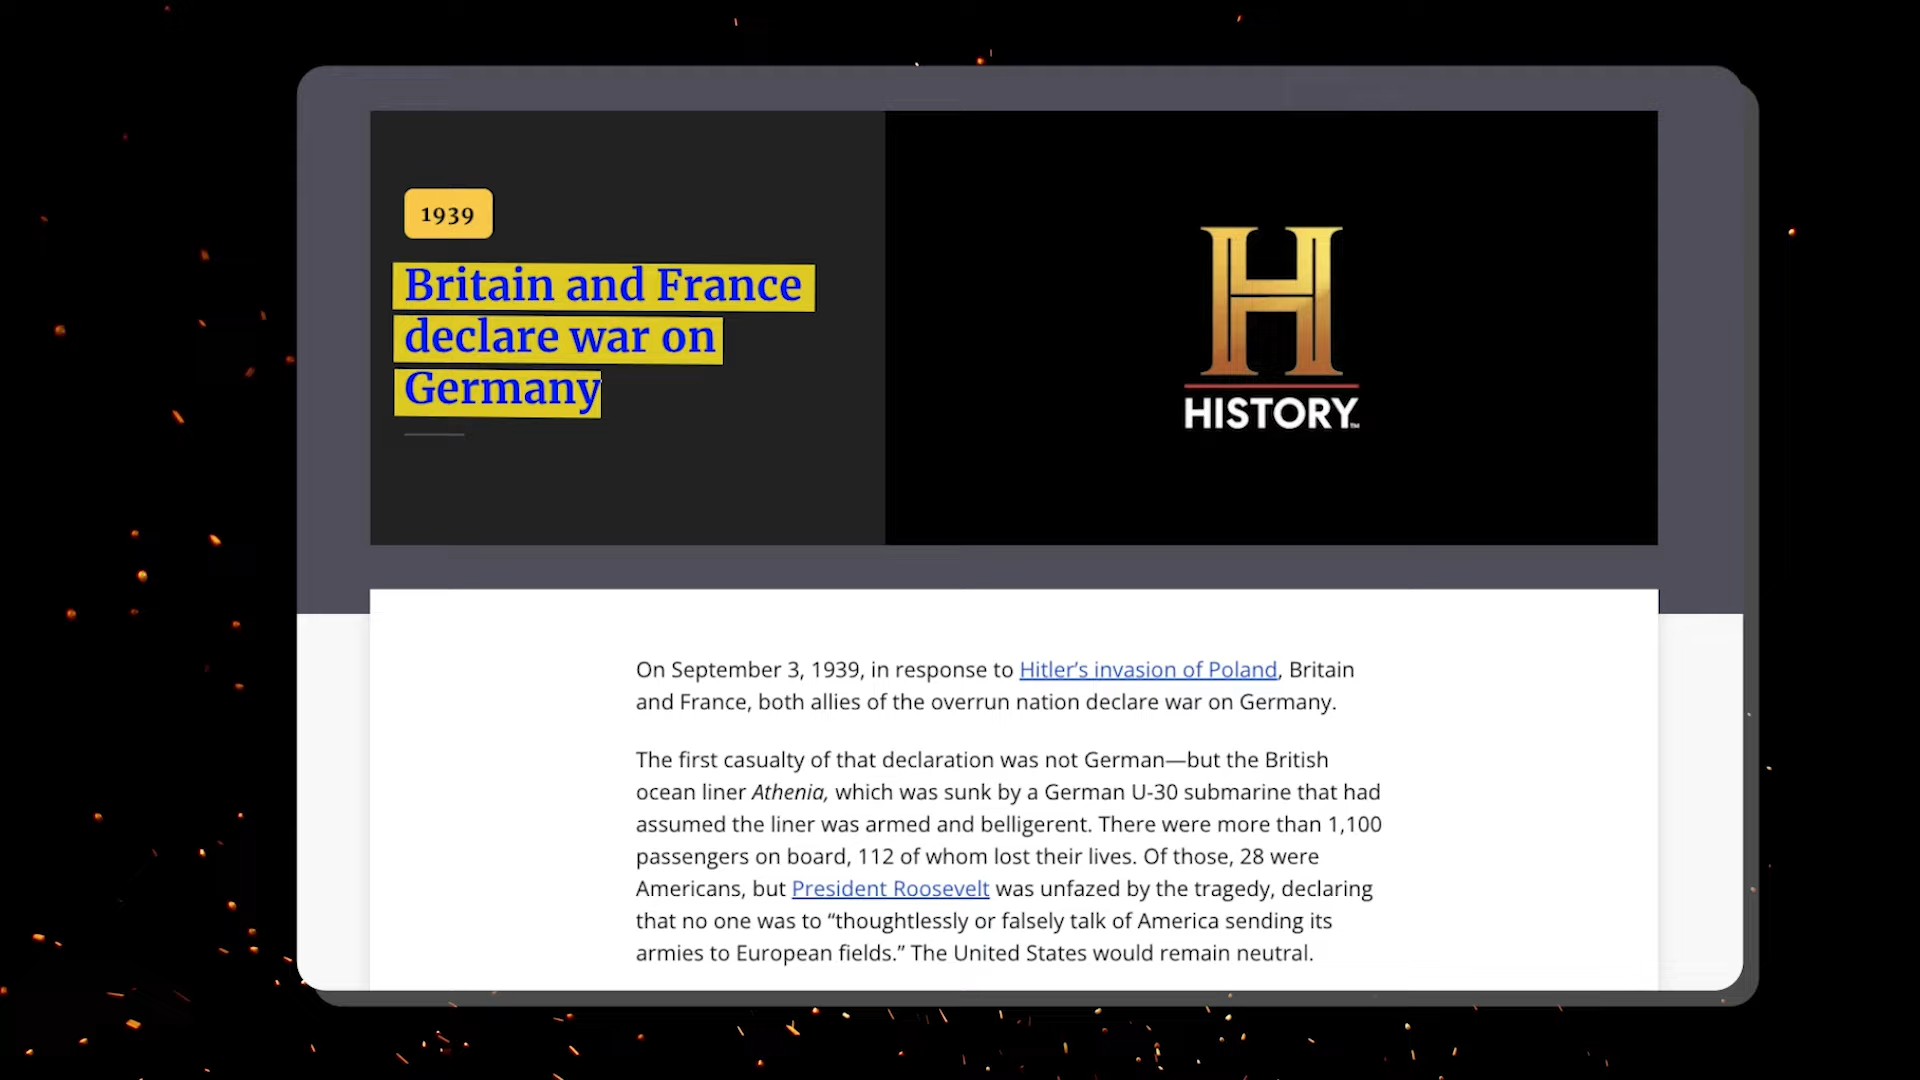 1939
Britain and France
declare war on
Germany
HISTORY™
On September 3, 1939, in response to Hitler’s invasion of Poland, Britain
and France, both allies of the overrun nation declare war on Germany.
The first casualty of that declaration was not German—but the British
ocean liner Athenia, which was sunk by a German U-30 submarine that had
assumed the liner was armed and belligerent. There were more than 1,100
passengers on board, 112 of whom lost their lives. Of those, 28 were
Americans, but President Roosevelt was unfazed by the tragedy, declaring
that no one was to “thoughtlessly or falsely talk of America sending its
armies to European fields.” The United States would remain neutral.